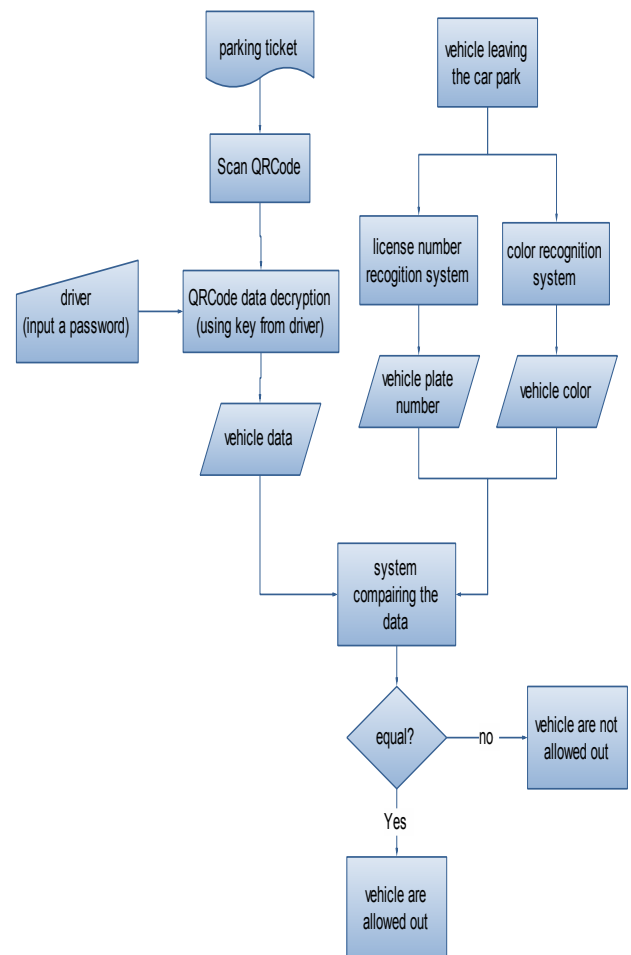 parking ticket
vehicle leaving
the car park
Scan QRCode
license number
recogition system
color recognition
system
driver
(input a password)
QRCode data decryption
(using key from driver)
vehicle plate
number
vehicle color
vehicle data
system
compairing the
data
equal?
no
vehicle are not
allowed out
Yes
vehicle are
allowed out